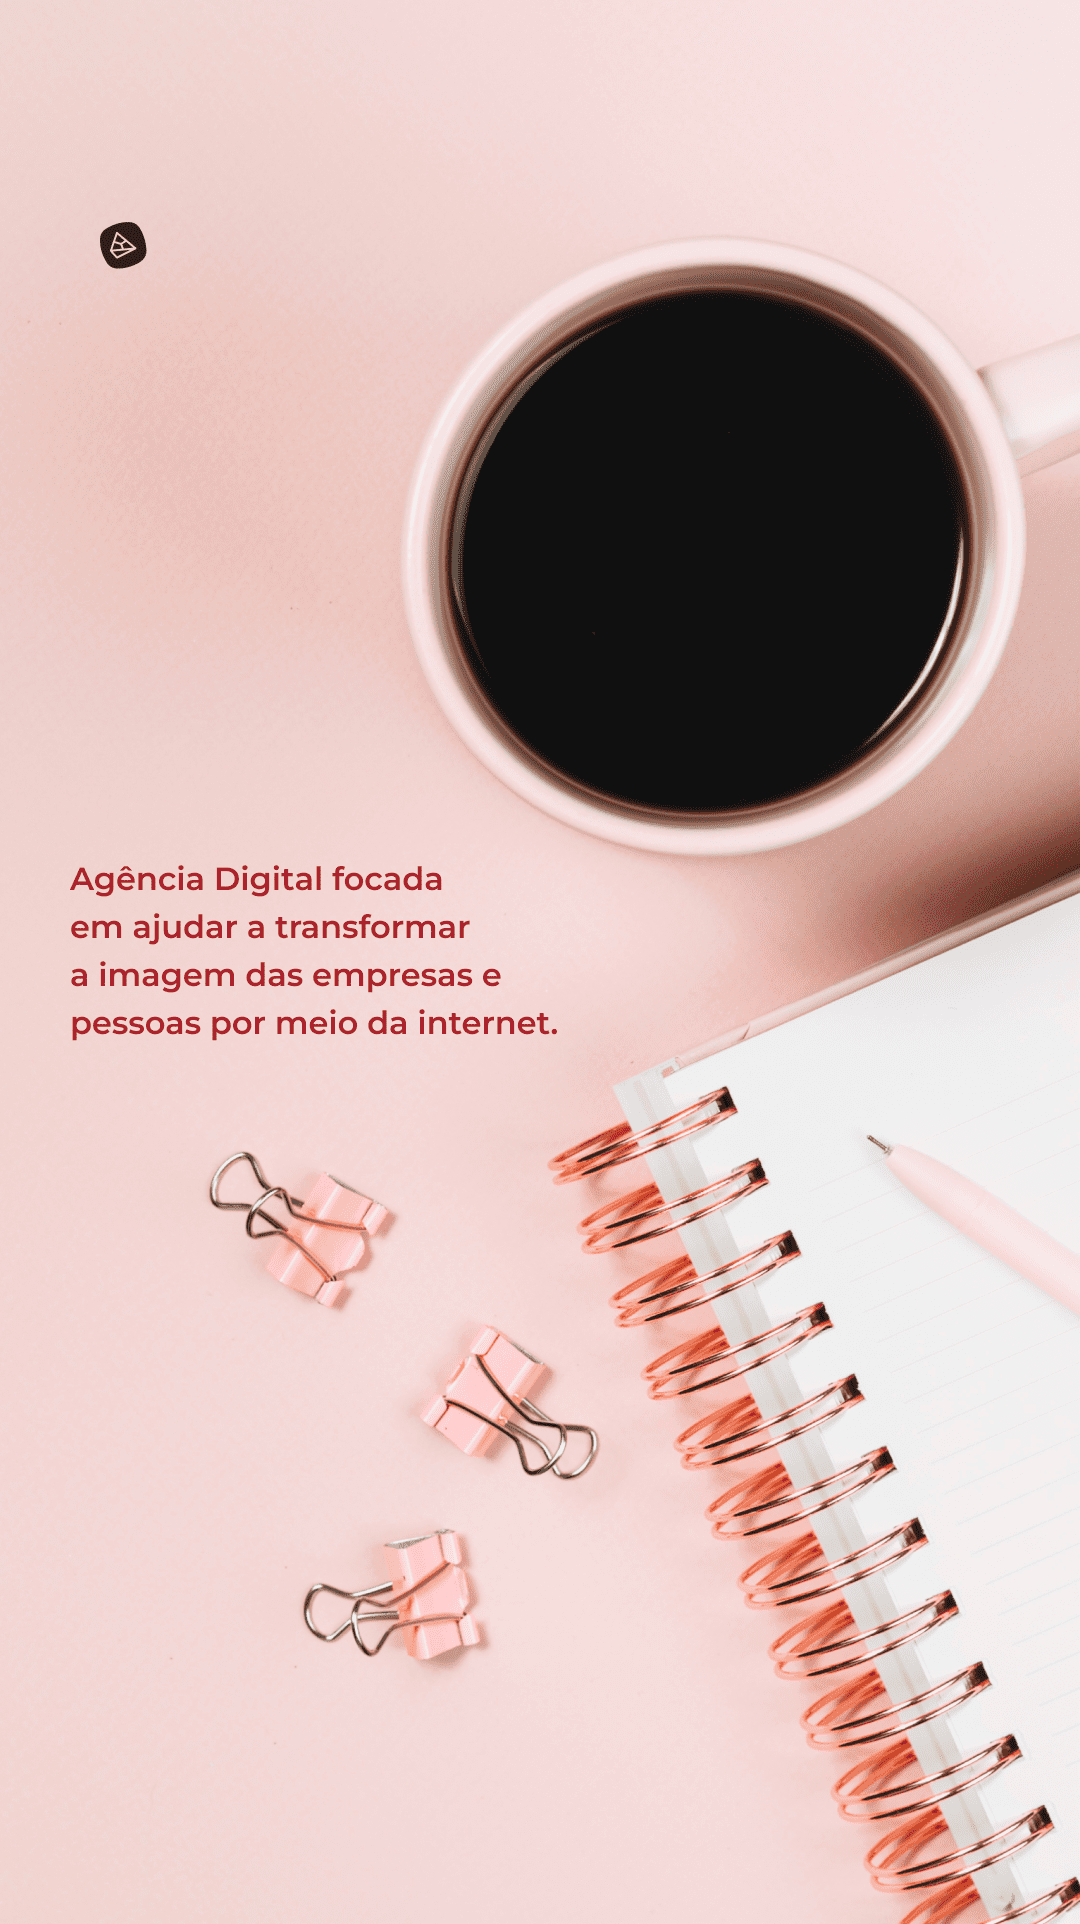 Agência Digital focada
em ajudar a transformar
a imagem das empresas e
pessoas por meio da internet.